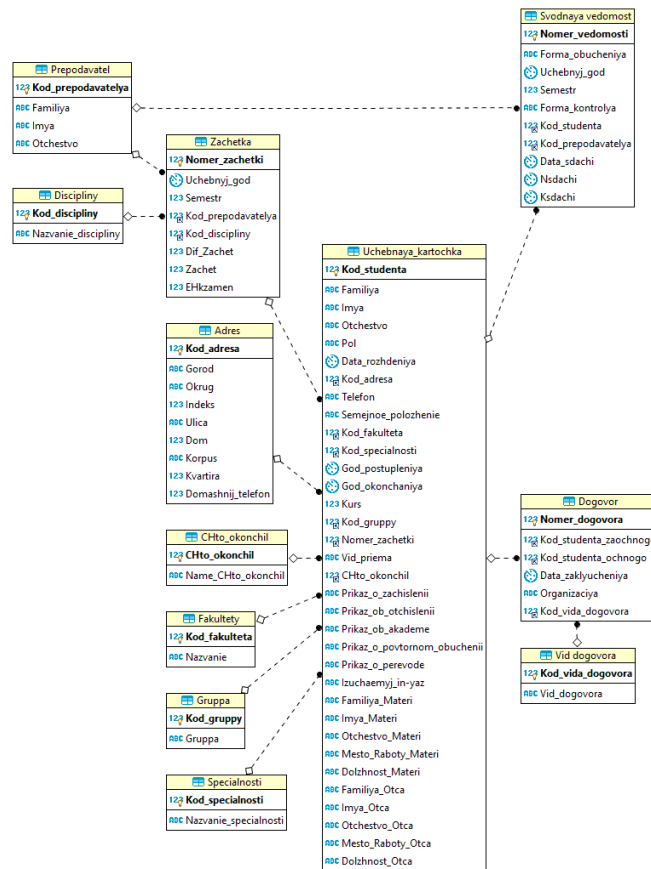 Prepodavatel
Kod_prepodavatelya
Familiya
Imya
Otchestvo
Discipliny
Kod_discipliny
Nazvanie_discipliny
Zachetka
Nomer_zachetki
Uchebnyj_god
Semestr
Kod_prepodavatelya
Kod_discipliny
Dif_Zachet
Zachet
EHkzamen
Adres
Kod_adresa
Gorod
Okrug
Indeks
Ulica
Dom
Korpus
Kvartira
Domashnij_telefon
CHto_okonchil
CHto_okonchil
Name_CHto_okonchil
Fakultety
Kod_fakulteta
Nazvanie
Gruppa
Kod_gruppy
Gruppa
Specialnosti
Kod_specialnosti
Nazvanie_specialnosti
Uchebnaya_kartochka
Kod_studenta
Familiya
Imya
Otchestvo
Pol
Data_rozhdeniya
Kod_adresa
Telefon
Semejnoe_polozhenie
Kod_fakulteta
Kod_specialnosti
God_postupleniya
God_okonchaniya
Kurs
Kod_gruppy
Nomer_zachetki
Vid_priema
CHto_okonchil
Prikaz_o_zachislenii
Prikaz_ob_otchislenii
Prikaz_ob_akademe
Prikaz_o_povtornom_obuchenii
Prikaz_o_perevode
Izuchaemyj_in-yaz
Familiya_Materi
Imya_Materi
Otchestvo_Materi
Mesto_Raboty_Materi
Dolzhnost_Materi
Familiya_Otca
Imya_Otca
Otchestvo_Otca
Mesto_Raboty_Otca
Dolzhnost_Otca
Svodnaya vedomost
Nomer_vedomosti
Forma_obucheniya
Uchebnyj_god
Semestr
Forma_kontrolya
Kod_studenta
Kod_prepodavatelya
Data_sdachi
Nsdachi
Ksdachi
Dogovor
Nomer_dogovora
Kod_studenta_zaochnogo
Kod_studenta_ochnogo
Data_zaklyucheniya
Organizaciya
Kod_vida_dogovora
Vid dogovora
Kod_vida_dogovora
Vid_dogovora